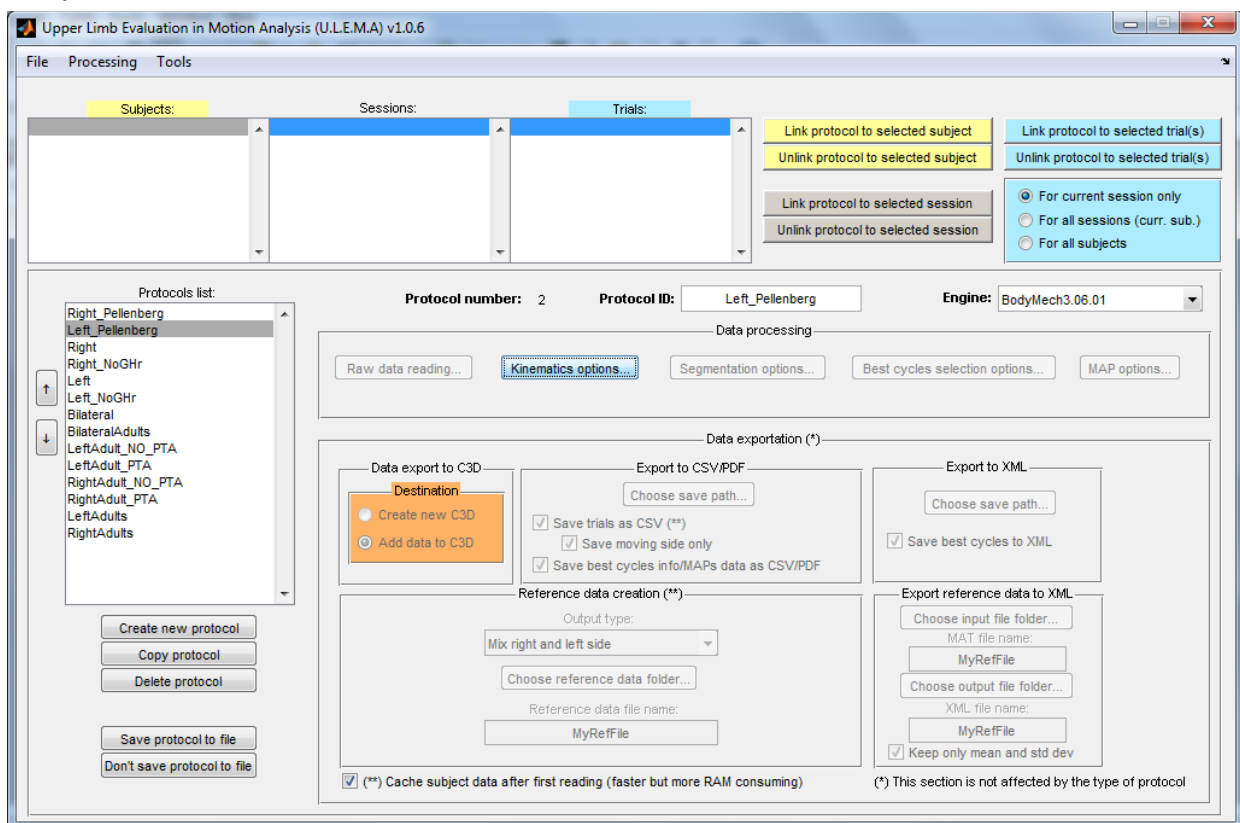 Upper Limb Evaluation in Motion Analysis (U.L.E.M.A) v1.0.6
File Processing Tools
Subjects: Sessions: Trials:
Link protocol to selected subject
Link protocol to selected trial(s)
Unlink protocol to selected subject
Unlink protocol to selected trial(s)
Link protocol to selected session
Unlink protocol to selected session
For current session only
For all sessions (curr. sub.)
For all subjects
Protocols list:
Right_Pellenberg
Left_Pellenberg
Right
Right_NoGHr
Left
Left_NoGHr
Bilateral
BilateralAdults
LeftAdult_NO_PTA
LeftAdult_PTA
RightAdult_NO_PTA
RightAdult_PTA
LeftAdults
RightAdults
↑
↓
Create new protocol
Copy protocol
Delete protocol
Save protocol to file
Don't save protocol to file
Protocol number: 2 Protocol ID: Left_Pellenberg Engine: BodyMech3.06.01
Data processing
Raw data reading... Kinematics options... Segmentation options... Best cycles selection options... MAP options...
Data exportation (*)
Data export to C3D
Destination
Create new C3D
Add data to C3D
Export to CSV/PDF
Choose save path...
Save trials as CSV (**)
Save moving side only
Save best cycles info/MAPs data as CSV/PDF
Export to XML
Choose save path...
Save best cycles to XML
Reference data creation (**)
Output type:
Mix right and left side
Choose reference data folder...
Reference data file name:
MyRefFile
Export reference data to XML
Choose input file folder...
MAT file name:
MyRefFile
Choose output file folder...
XML file name:
MyRefFile
Keep only mean and std dev
(**) Cache subject data after first reading (faster but more RAM consuming)
(*) This section is not affected by the type of protocol